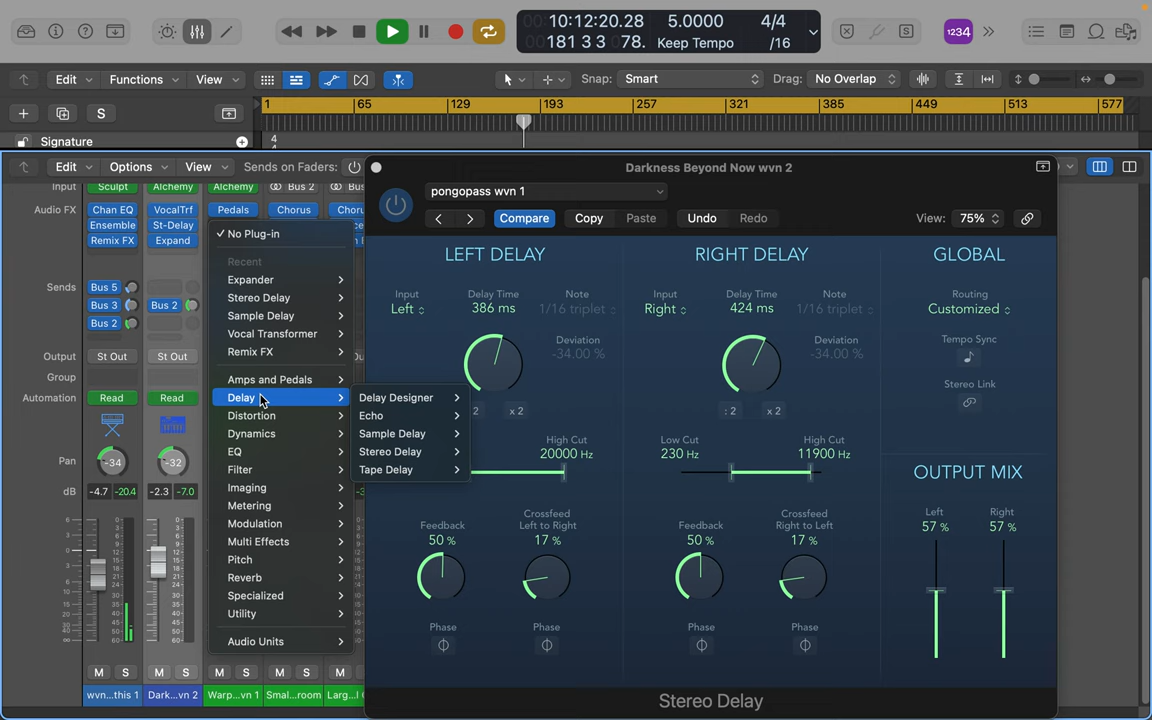 00:10:12:20.28 5.0000 4/4
00181 3 3 078. Keep Tempo /16
1234
Edit Functions View Snap: Smart Drag: No Overlap
1 65 129 193 257 321 385 449 513 577
S
Signature 4
4
Edit Options View Sends on Faders:
Darkness Beyond Now wvn 2
pongopass wvn 1
Compare Copy Paste Undo Redo View: 75%
Input Sculpt Alchemy Alchemy Bus 2
Audio FX Chan EQ VocalTrf Pedals Chorus
Ensemble St-Delay
Remix FX Expand
Sends Bus 5
Bus 3 Bus 2
Bus 2
Output St Out St Out
Group
Automation Read Read
Pan -34 -32
dB -4.7 -20.4 -2.3 -7.0
M S M S M S M S M
wvn...this 1 Dark...vn 2 Warp...vn 1 Smal...room
No Plug-in
Recent
Expander
Stereo Delay
Sample Delay
Vocal Transformer
Remix FX
Amps and Pedals
Delay
Distortion
Dynamics
EQ
Filter
Imaging
Metering
Modulation
Multi Effects
Pitch
Reverb
Specialized
Utility
Audio Units
Delay Designer
Echo
Sample Delay
Stereo Delay
Tape Delay
LEFT DELAY RIGHT DELAY GLOBAL
Input Delay Time Note Input Delay Time Note Routing
Left 386 ms 1/16 triplet Right 424 ms 1/16 triplet Customized
Deviation Deviation Tempo Sync
-34.00 % -34.00 %
Stereo Link
2 x 2 : 2 x 2
High Cut Low Cut High Cut
20000 Hz 230 Hz 11900 Hz
OUTPUT MIX
Left Right
57 % 57 %
Feedback Crossfeed Left to Right Feedback Crossfeed Right to Left
50 % 17 % 50 % 17 %
Phase Phase Phase Phase
Stereo Delay